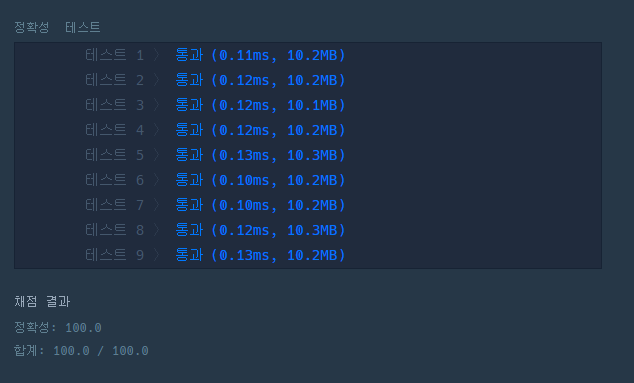 정확성 테스트
테스트 1 〉 통과 (0.11ms, 10.2MB)
테스트 2 〉 통과 (0.12ms, 10.2MB)
테스트 3 〉 통과 (0.12ms, 10.1MB)
테스트 4 〉 통과 (0.12ms, 10.2MB)
테스트 5 〉 통과 (0.13ms, 10.3MB)
테스트 6 〉 통과 (0.10ms, 10.2MB)
테스트 7 〉 통과 (0.10ms, 10.2MB)
테스트 8 〉 통과 (0.12ms, 10.3MB)
테스트 9 〉 통과 (0.13ms, 10.2MB)
채점 결과
정확성: 100.0
합계: 100.0 / 100.0